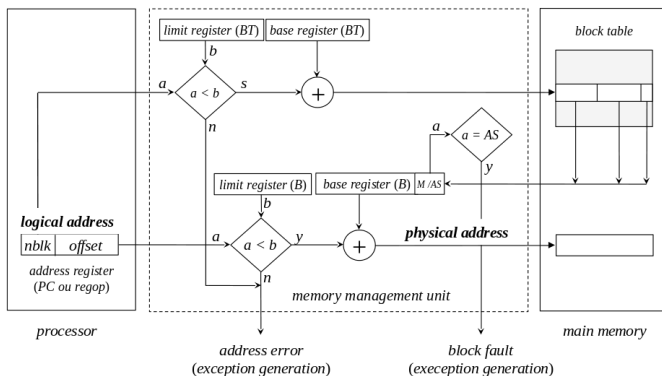 limit register (BT)
base register (BT)
block table
b
a
a < b
s
+
n
a
a = AS
y
limit register (B)
base register (B)
M /AS
b
logical address
nblk
offset
a
a < b
y
+
physical address
address register
(PC ou regop)
n
memory management unit
processor
main memory
address error
(exception generation)
block fault
(exeception generation)